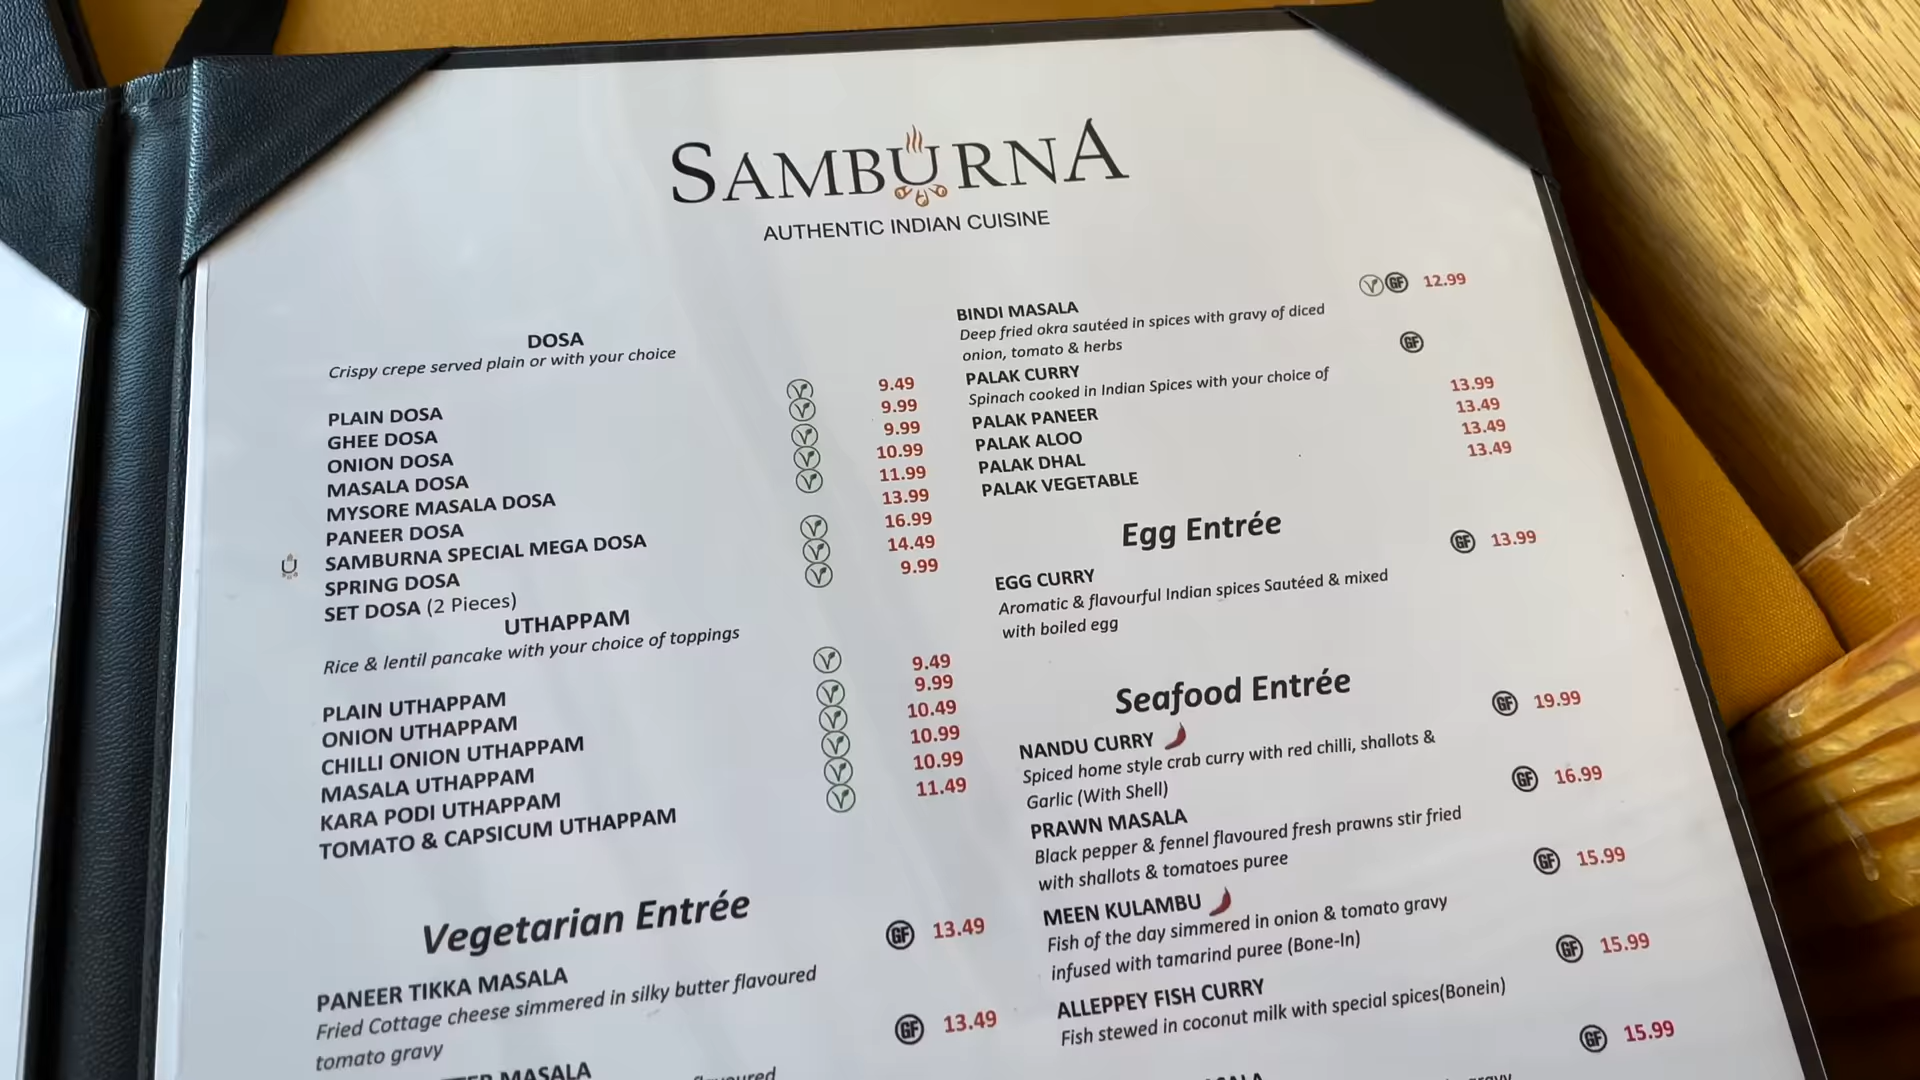 SAMBURNA
AUTHENTIC INDIAN CUISINE
DOSA
Crispy crepe served plain or with your choice
PLAIN DOSA 9.49
GHEE DOSA 9.99
ONION DOSA 9.99
MASALA DOSA 10.99
MYSORE MASALA DOSA 11.99
PANEER DOSA 13.99
SAMBURNA SPECIAL MEGA DOSA 16.99
SPRING DOSA 14.49
SET DOSA (2 Pieces) 9.99
UTHAPPAM
Rice & lentil pancake with your choice of toppings
PLAIN UTHAPPAM 9.49
ONION UTHAPPAM 9.99
CHILLI ONION UTHAPPAM 10.49
MASALA UTHAPPAM 10.99
KARA PODI UTHAPPAM 10.99
TOMATO & CAPSICUM UTHAPPAM 11.49
Vegetarian Entrée
PANEER TIKKA MASALA GF 13.49
Fried Cottage cheese simmered in silky butter flavoured
tomato gravy
MASALA GF 13.49
BINDI MASALA V GF 12.99
Deep fried okra sautéed in spices with gravy of diced
onion, tomato & herbs
PALAK CURRY GF
Spinach cooked in Indian Spices with your choice of
PALAK PANEER 13.99
PALAK ALOO 13.49
PALAK DHAL 13.49
PALAK VEGETABLE 13.49
Egg Entrée
EGG CURRY GF 13.99
Aromatic & flavourful Indian spices Sautéed & mixed
with boiled egg
Seafood Entrée
NANDU CURRY GF 19.99
Spiced home style crab curry with red chilli, shallots &
Garlic (With Shell)
PRAWN MASALA GF 16.99
Black pepper & fennel flavoured fresh prawns stir fried
with shallots & tomatoes puree
MEEN KULAMBU GF 15.99
Fish of the day simmered in onion & tomato gravy
infused with tamarind puree (Bone-In)
ALLEPPEY FISH CURRY GF 15.99
Fish stewed in coconut milk with special spices(Bonein)
GF 15.99